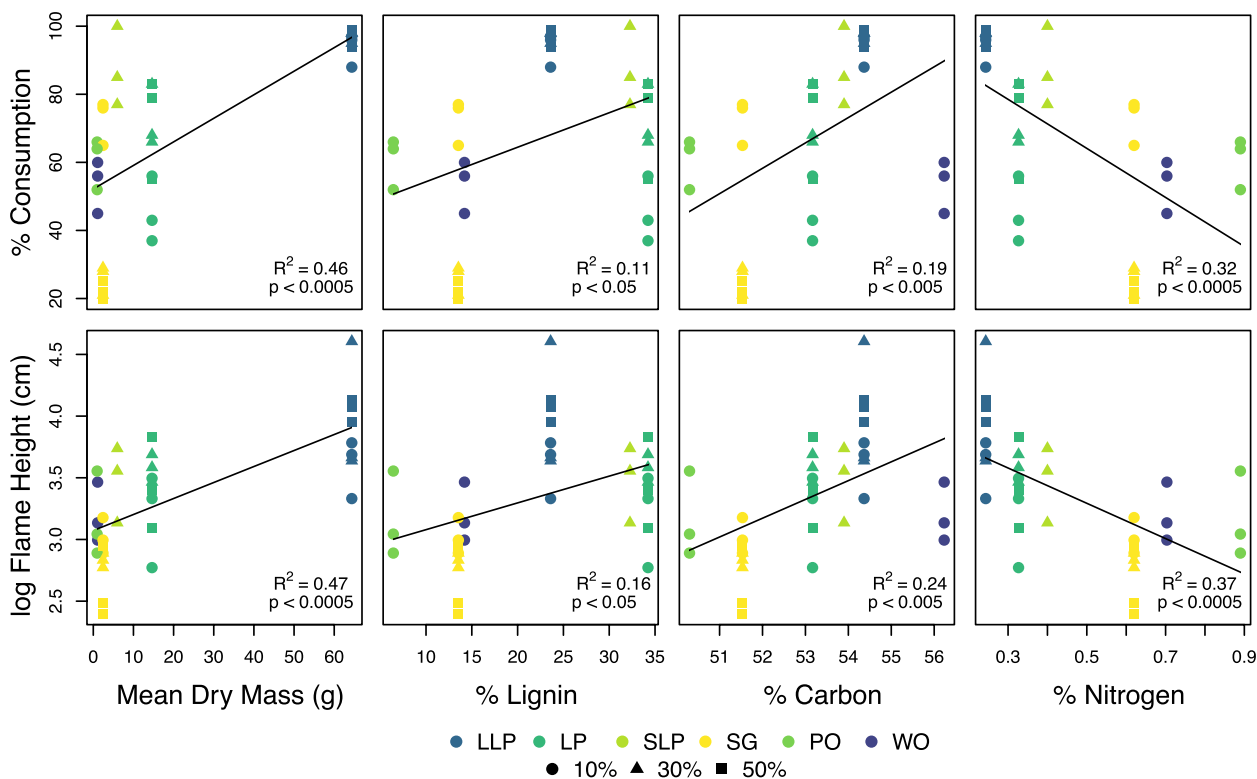 % Consumption
100
80
60
40
20
R² = 0.46
p < 0.0005
R² = 0.11
p < 0.05
R² = 0.19
p < 0.005
R² = 0.32
p < 0.0005
log Flame Height (cm)
4.5
4.0
3.5
3.0
2.5
R² = 0.47
p < 0.0005
R² = 0.16
p < 0.05
R² = 0.24
p < 0.005
R² = 0.37
p < 0.0005
0 10 20 30 40 50 60
10 15 20 25 30 35
51 52 53 54 55 56
0.3 0.5 0.7 0.9
Mean Dry Mass (g)
% Lignin
% Carbon
% Nitrogen
LLP LP SLP SG PO WO
10% 30% 50%